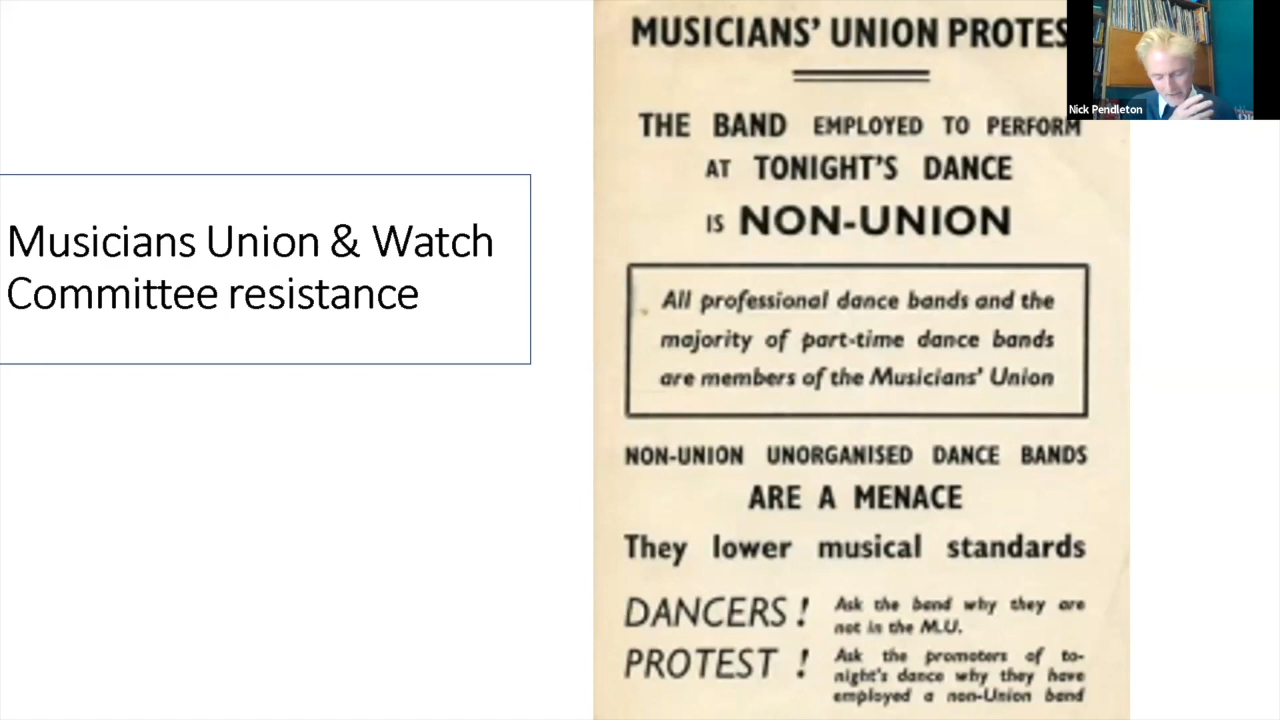 Musicians Union & Watch
Committee resistance
MUSICIANS' UNION PROTES
THE BAND EMPLOYED TO PERFORM
AT TONIGHT'S DANCE
IS NON-UNION
All professional dance bands and the
majority of part-time dance bands
are members of the Musicians' Union
NON-UNION UNORGANISED DANCE BANDS
ARE A MENACE
They lower musical standards
DANCERS! Ask the band why they are
not in the M.U.
PROTEST! Ask the promoters of to-
night's dance why they have
employed a non-Union band
Nick Pendleton